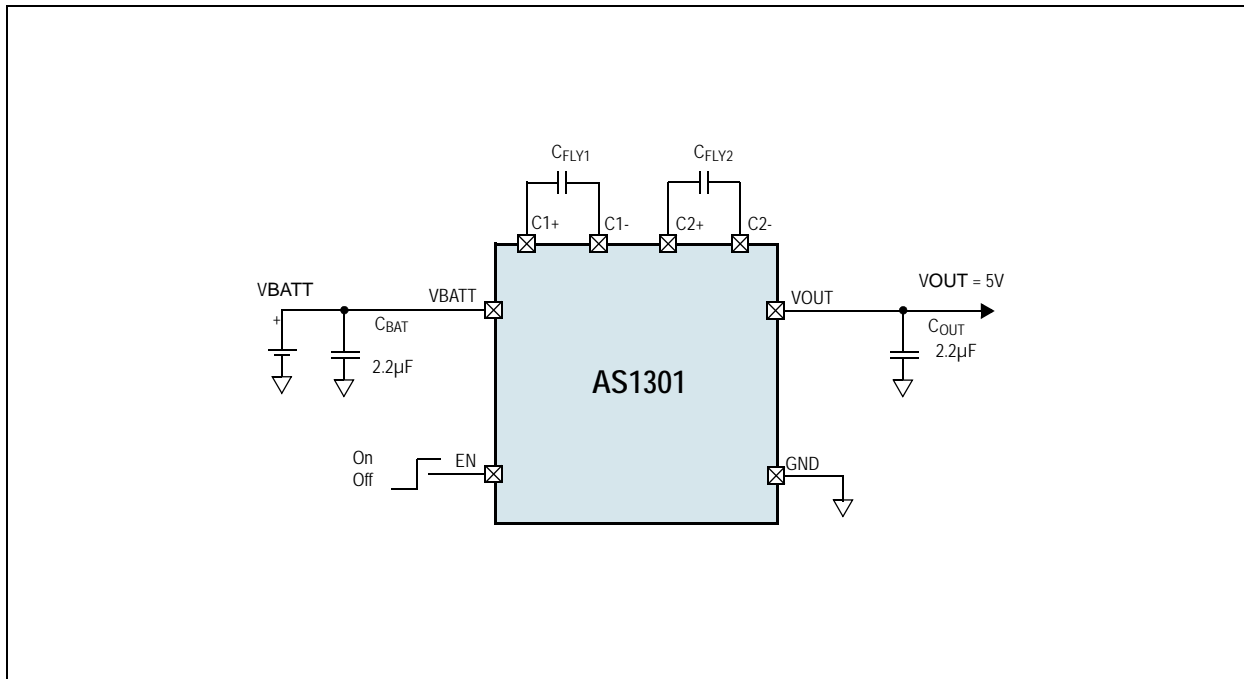 CFLY1 CFLY2
C1+ C1- C2+ C2-
VBATT VBATT VOUT VOUT = 5V
+ CBAT COUT
2.2µF 2.2µF
AS1301
On EN GND
Off